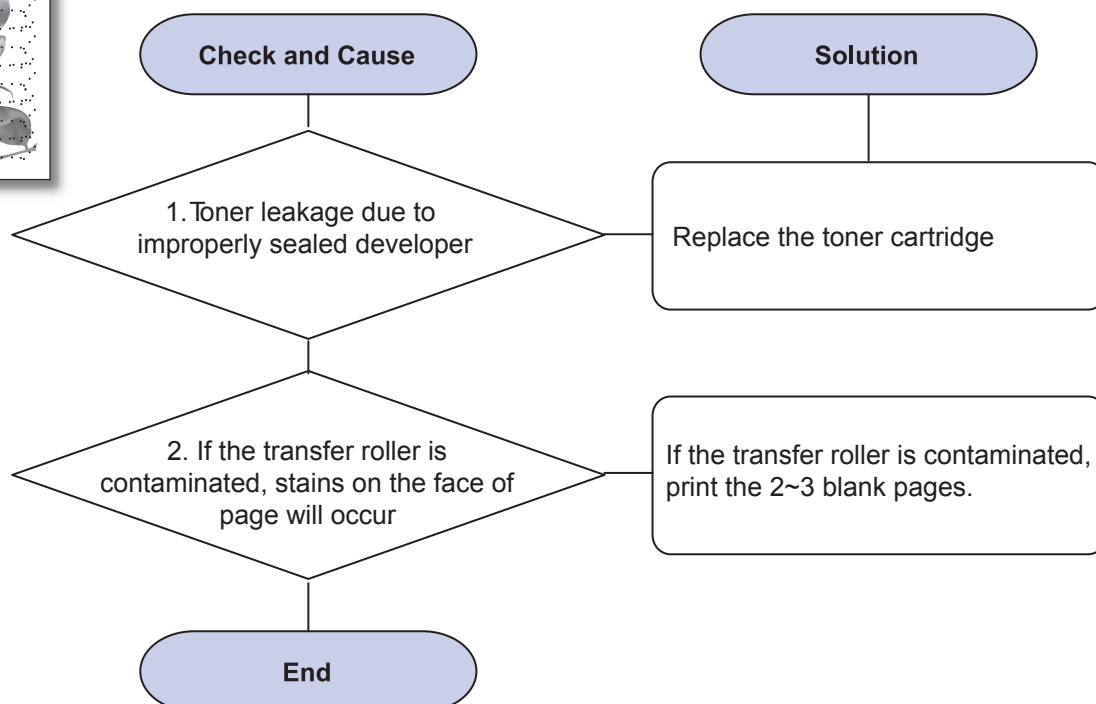 Check and Cause
Solution
1. Toner leakage due to
improperly sealed developer
Replace the toner cartridge
2. If the transfer roller is
contaminated, stains on the face of
page will occur
If the transfer roller is contaminated,
print the 2~3 blank pages.
End